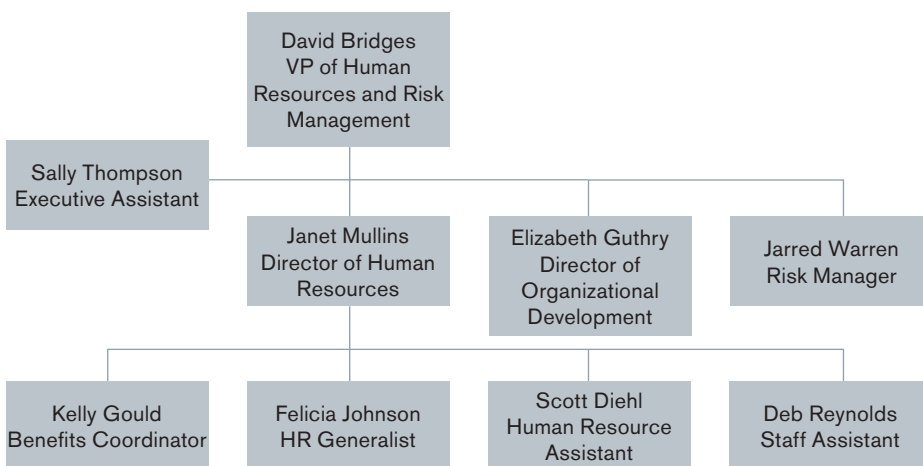 David Bridges
VP of Human
Resources and Risk
Management
Sally Thompson
Executive Assistant
Janet Mullins
Director of Human
Resources
Elizabeth Guthry
Director of
Organizational
Development
Jarred Warren
Risk Manager
Kelly Gould
Benefits Coordinator
Felicia Johnson
HR Generalist
Scott Diehl
Human Resource
Assistant
Deb Reynolds
Staff Assistant